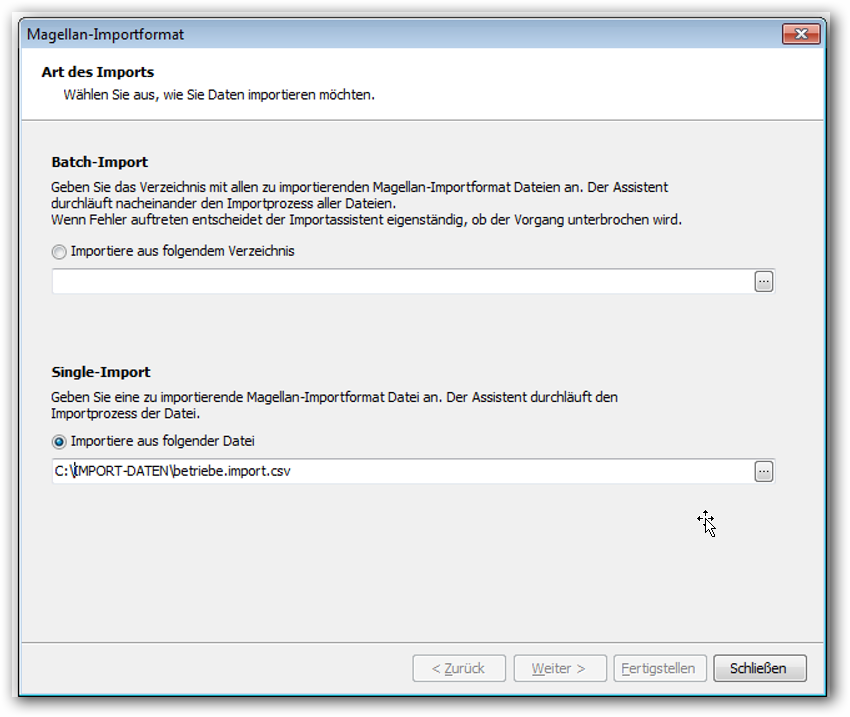 Magellan-Importformat
Art des Imports
Wählen Sie aus, wie Sie Daten importieren möchten.
Batch-Import
Geben Sie das Verzeichnis mit allen zu importierenden Magellan-Importformat Dateien an. Der Assistent
durchläuft nacheinander den Importprozess aller Dateien.
Wenn Fehler auftreten entscheidet der Importassistent eigenständig, ob der Vorgang unterbrochen wird.
Importiere aus folgendem Verzeichnis
...
Single-Import
Geben Sie eine zu importierende Magellan-Importformat Datei an. Der Assistent durchläuft den
Importprozess der Datei.
Importiere aus folgender Datei
C:\IMPORT-DATEN\betriebe.import.csv ...
< Zurück Weiter > Fertigstellen Schließen